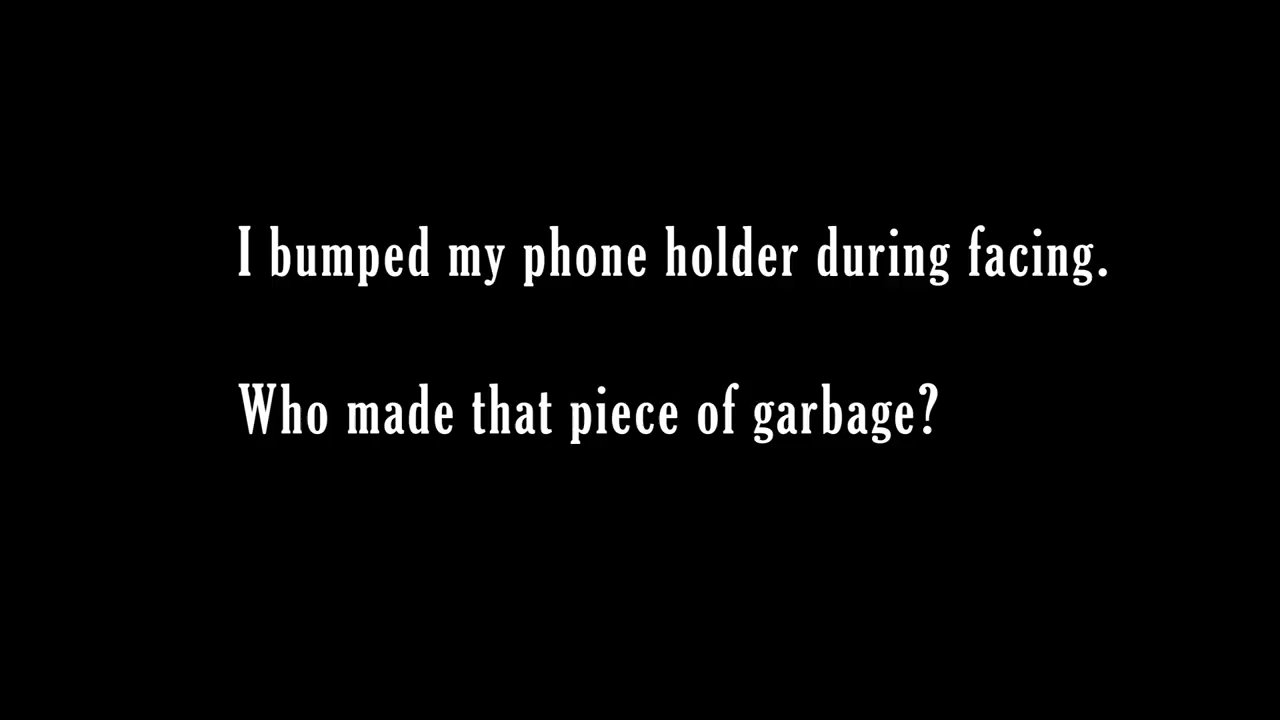 I bumped my phone holder during facing.
Who made that piece of garbage?